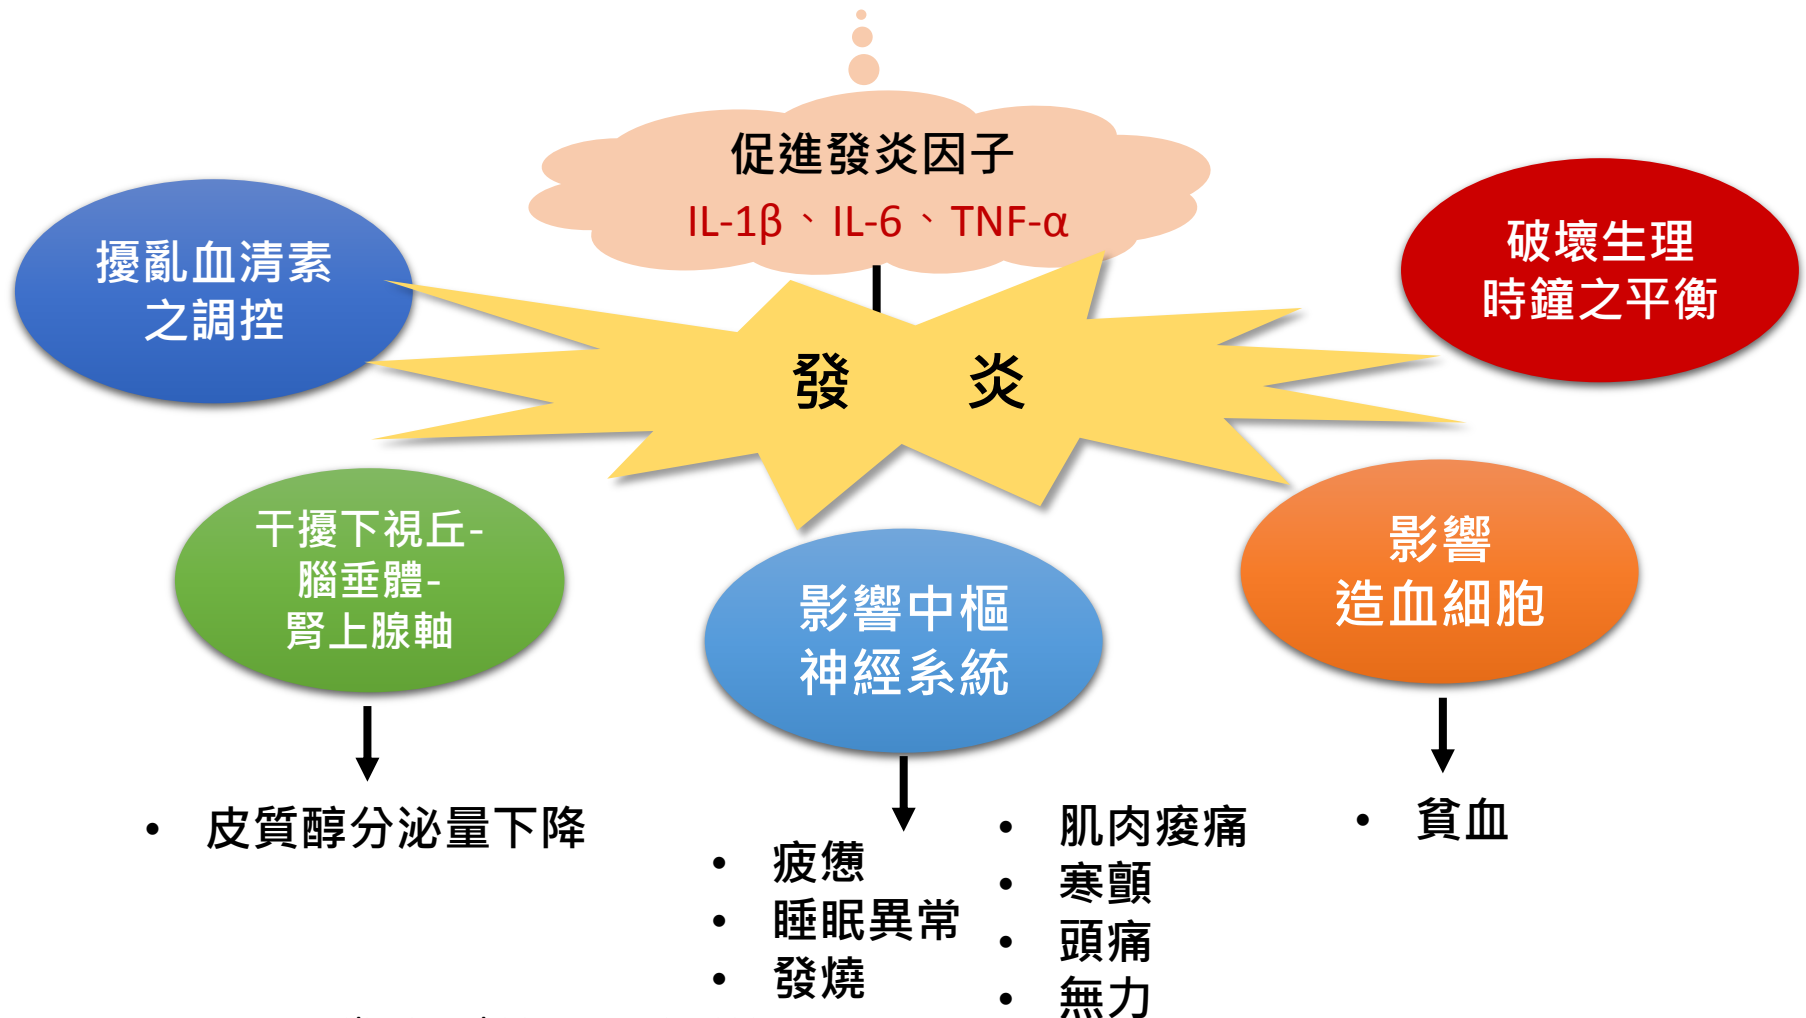 促進發炎因子
IL-1β、IL-6、TNF-α
擾亂血清素
之調控
破壞生理
時鐘之平衡
發 炎
干擾下視丘-
腦垂體-
腎上腺軸
影響中樞
神經系統
影響
造血細胞
• 皮質醇分泌量下降
• 疲憊
• 睡眠異常
• 發燒
• 肌肉痠痛
• 寒顫
• 頭痛
• 無力
• 貧血